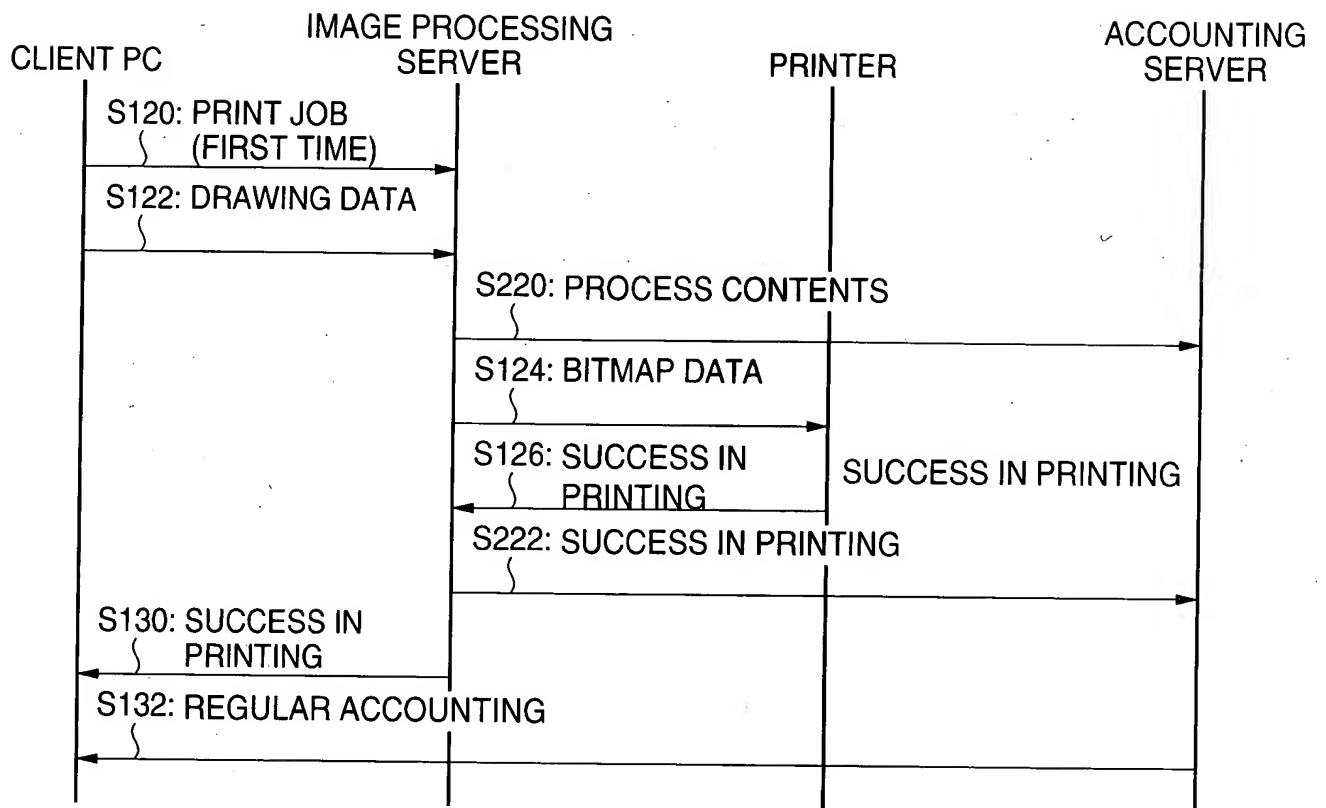 CLIENT PC
IMAGE PROCESSING
SERVER
PRINTER
ACCOUNTING
SERVER
S120: PRINT JOB
(FIRST TIME)
S122: DRAWING DATA
S220: PROCESS CONTENTS
S124: BITMAP DATA
S126: SUCCESS IN
PRINTING
SUCCESS IN PRINTING
S222: SUCCESS IN PRINTING
S130: SUCCESS IN
PRINTING
S132: REGULAR ACCOUNTING